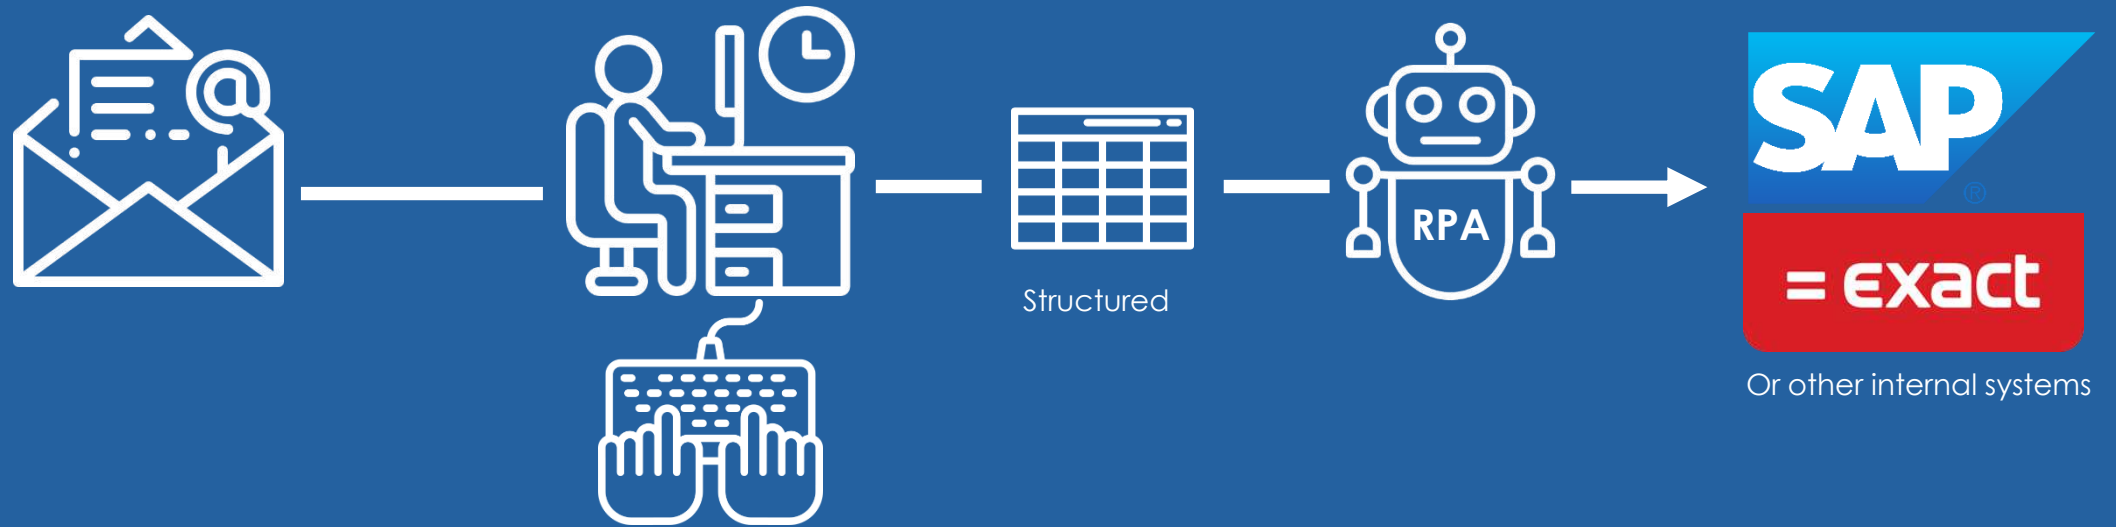 @
Structured
RPA
SAP
®
= exact
Or other internal systems